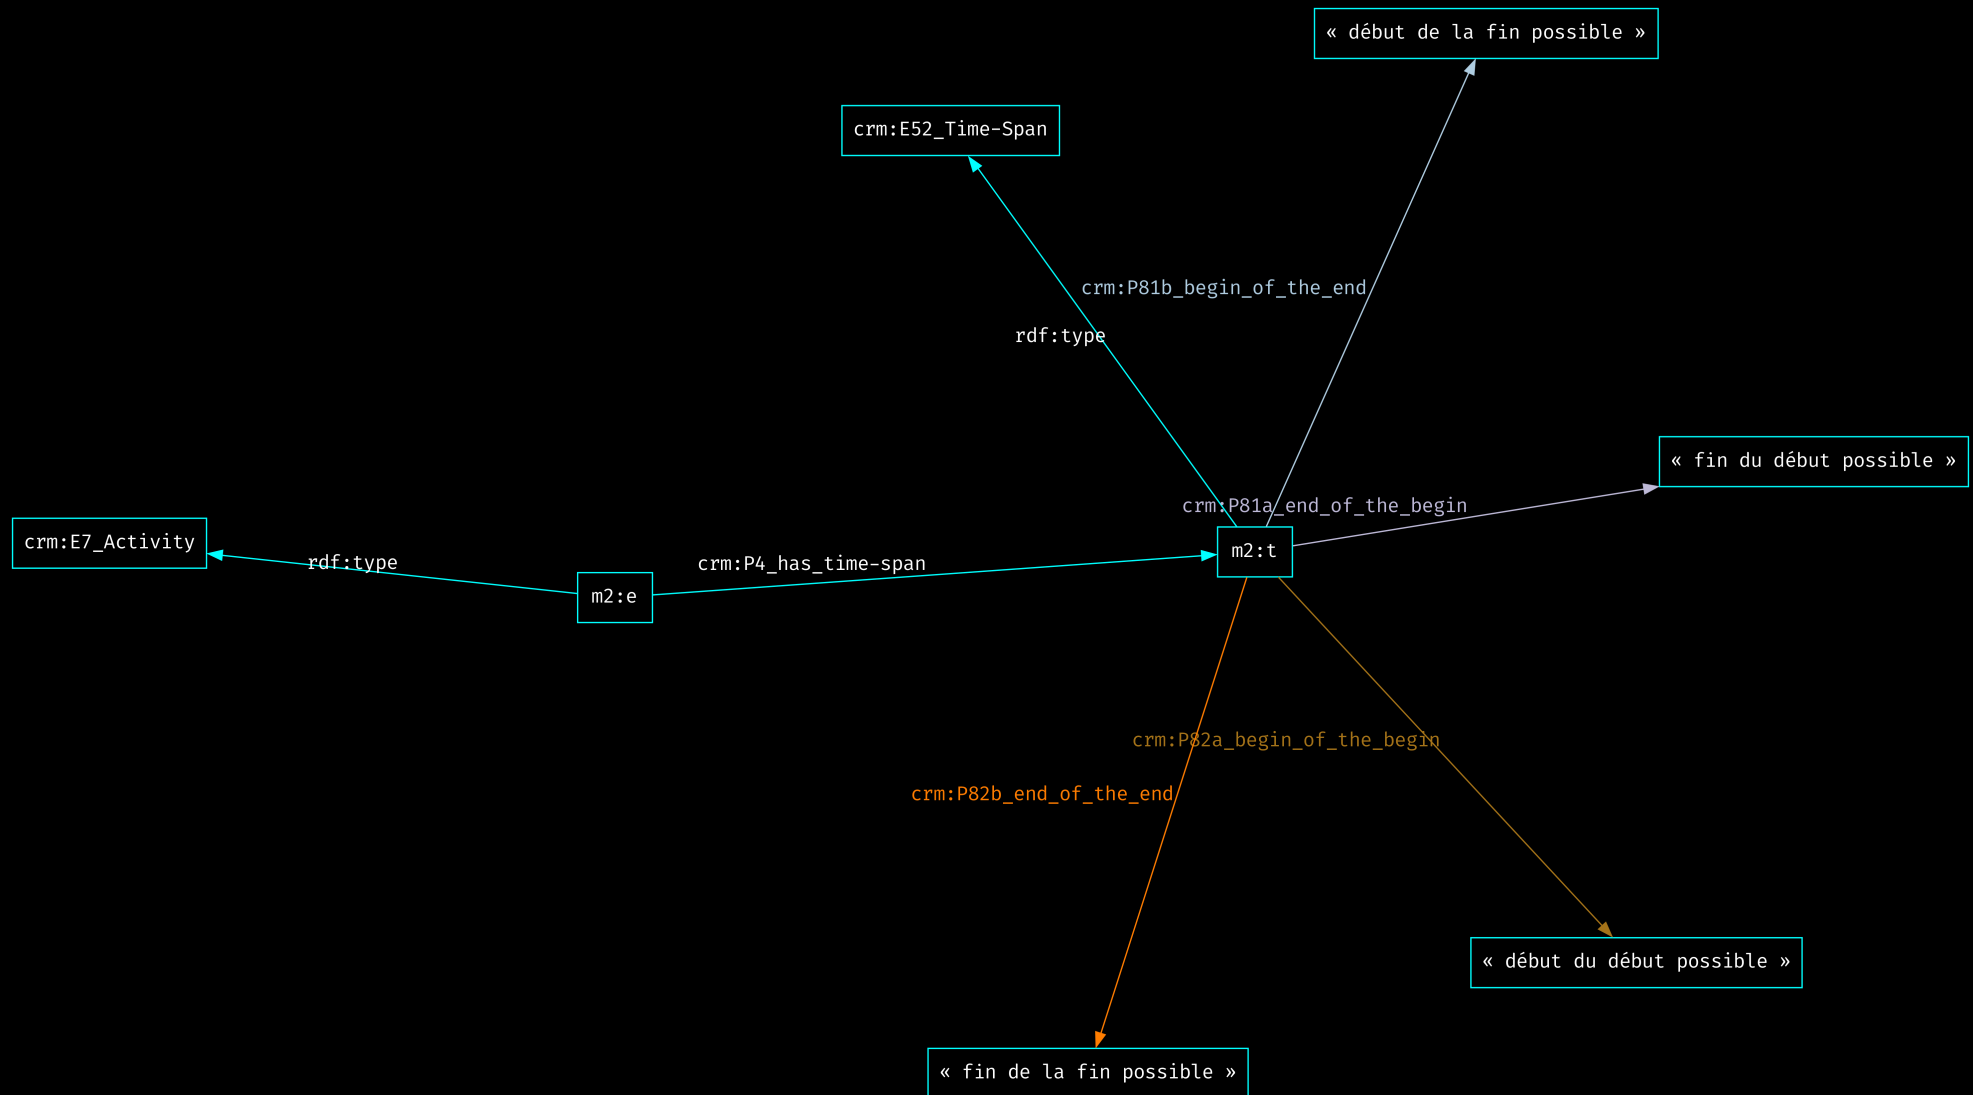 « début de la fin possible »
crm:E52_Time-Span
crm:P81b_begin_of_the_end
rdf:type
« fin du début possible »
crm:P81a_end_of_the_begin
crm:E7_Activity
rdf:type
crm:P4_has_time-span
m2:t
m2:e
crm:P82a_begin_of_the_begin
crm:P82b_end_of_the_end
« début du début possible »
« fin de la fin possible »